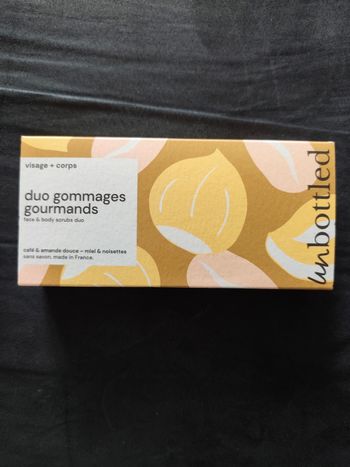 visage + corps
duo gommages
gourmands
face & body scrubs duo
café & amande douce - miel & noisettes
sans savon. made in France.
unbottled